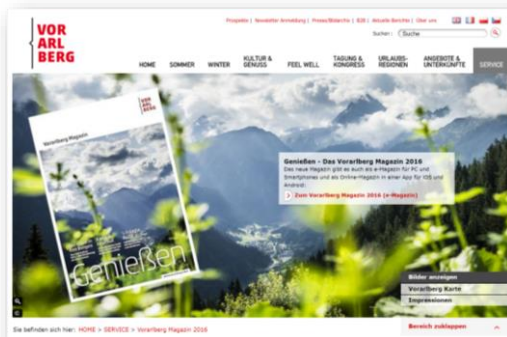 Prospekte | Newsletter Anmeldung | Presse/Bildarchiv | B2B | Aktuelle Berichte | Über uns
VOR
ARL
BERG
Suchen : Suche
HOME SOMMER WINTER KULTUR & GENUSS FEEL WELL TAGUNG & KONGRESS URLAUBS-REGIONEN ANGEBOTE & UNTERKÜNFTE SERVICE
VOR
ARL
BERG
Vorarlberg Magazin
Genießen - Das Vorarlberg Magazin 2016
Das neue Magazin gibt es auch als e-Magazin für PC und
Smartphones und als Online-Magazin in einer App für iOS und
Android:
Zum Vorarlberg Magazin 2016 (e-Magazin)
Genießen
Bilder anzeigen
Vorarlberg Karte
Impressionen
Sie befinden sich hier: HOME > SERVICE > Vorarlberg Magazin 2016
Bereich zuklappen